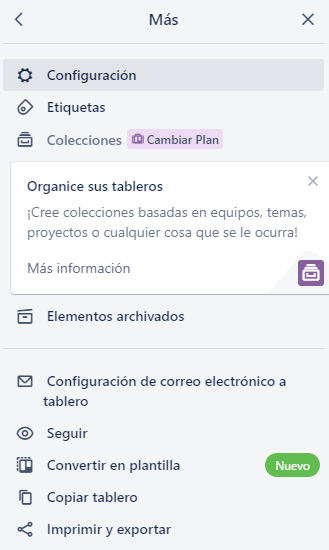 Más
Configuración
Etiquetas
Colecciones Cambiar Plan
Organice sus tableros
¡Cree colecciones basadas en equipos, temas,
proyectos o cualquier cosa que se le ocurra!
Más información
Elementos archivados
Configuración de correo electrónico a
tablero
Seguir
Convertir en plantilla Nuevo
Copiar tablero
Imprimir y exportar